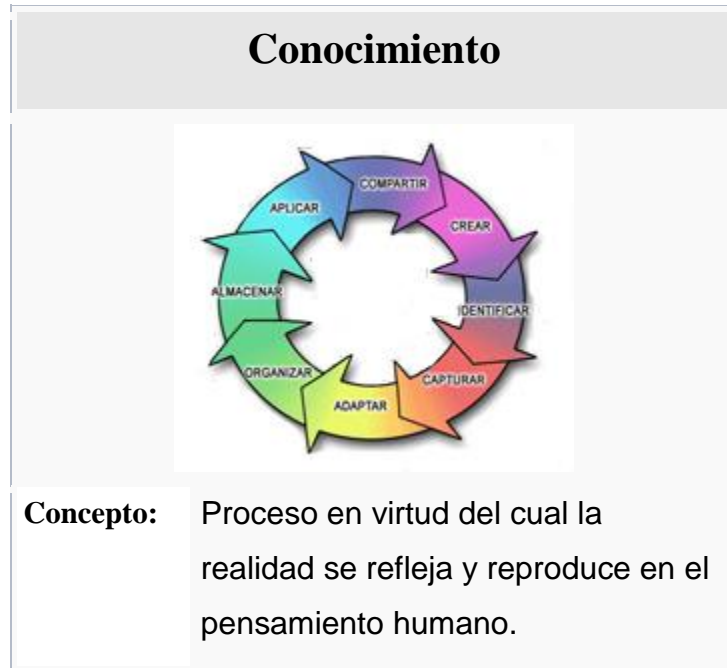 Conocimiento
COMPARTIR
CREAR
IDENTIFICAR
CAPTURAR
ADAPTAR
ORGANIZAR
ALMACENAR
APLICAR
Concepto: Proceso en virtud del cual la
realidad se refleja y reproduce en el
pensamiento humano.